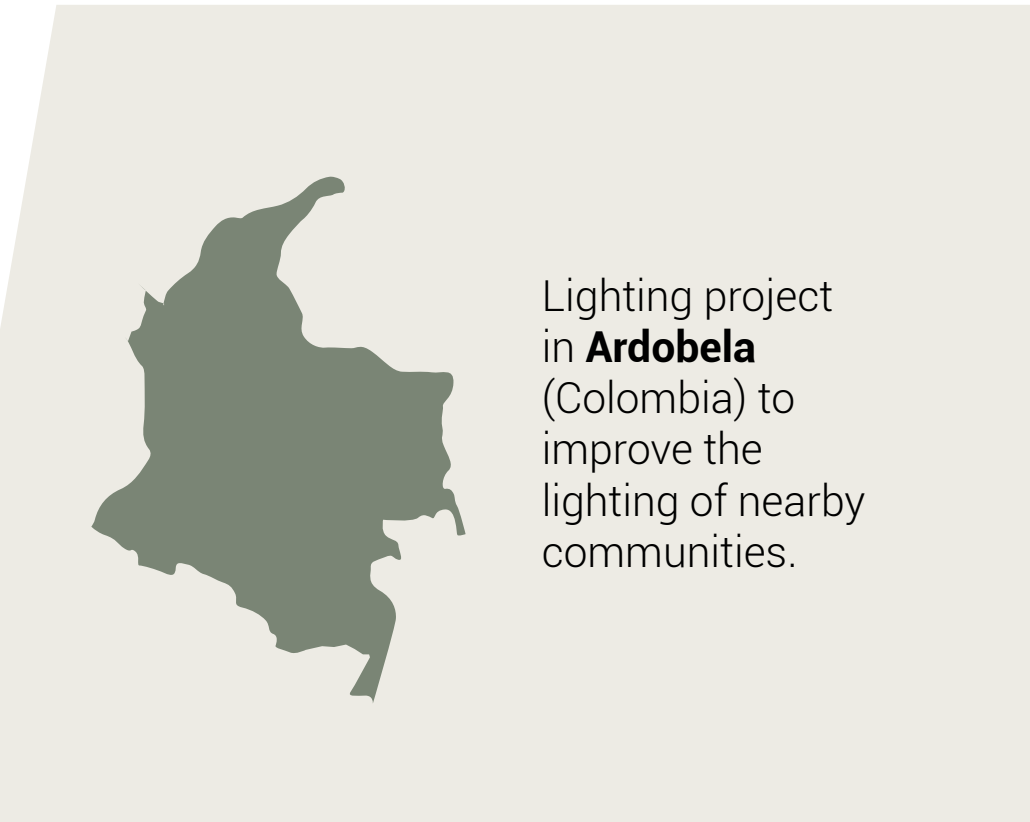 Lighting project
in Ardobela
(Colombia) to
improve the
lighting of nearby
communities.